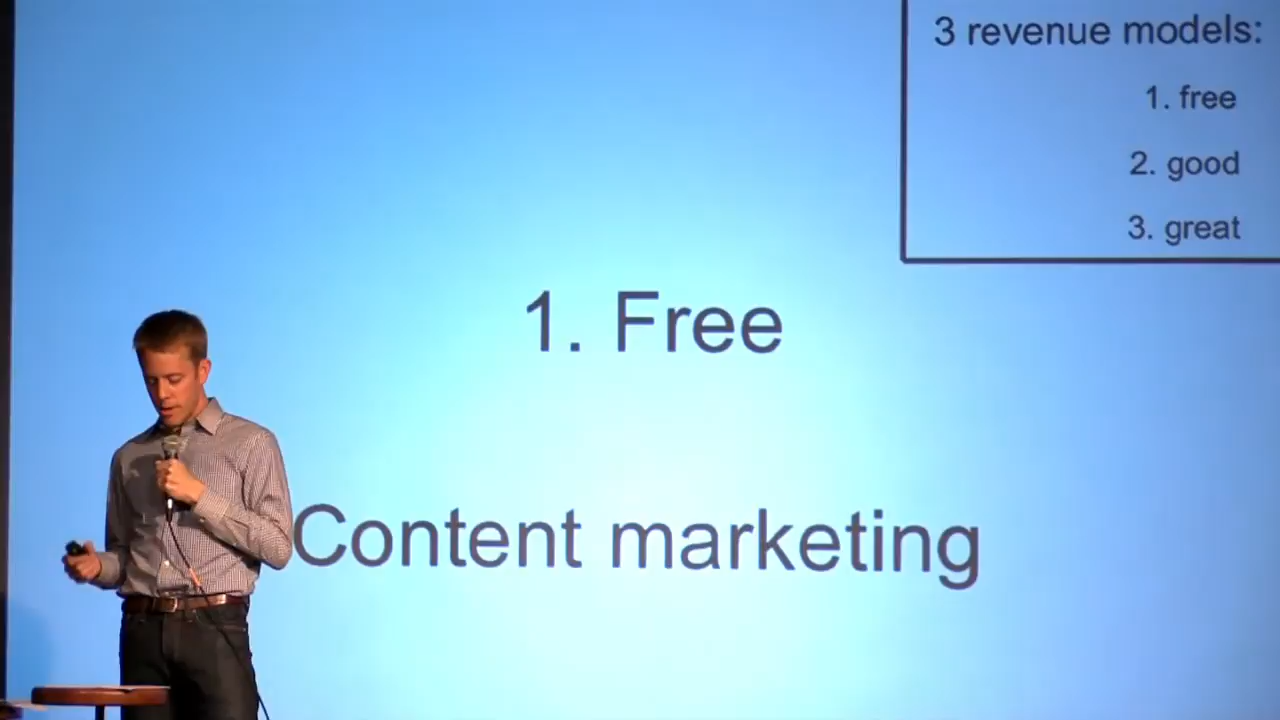 3 revenue models:
1. free
2. good
3. great
1. Free
Content marketing